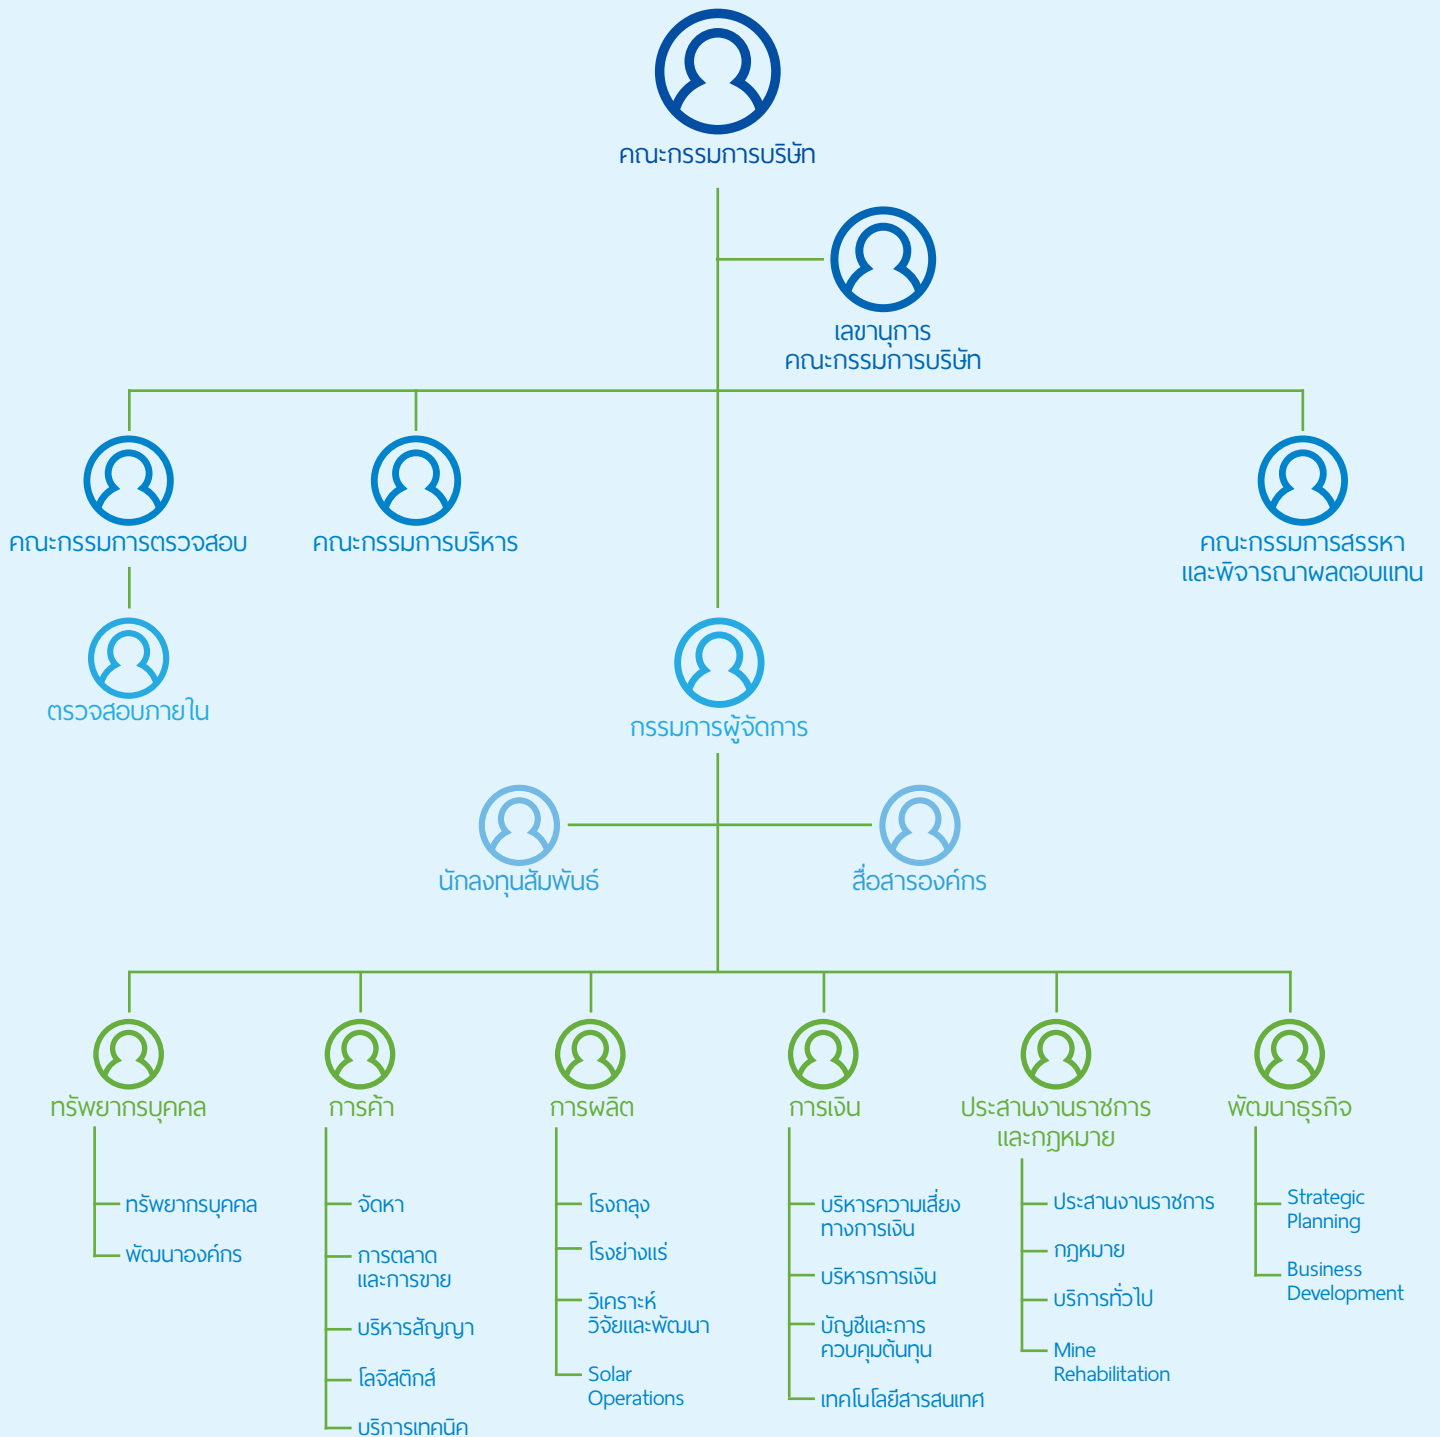 คณะกรรมการบริษัท
เลขานุการ
คณะกรรมการบริษัท
คณะกรรมการตรวจสอบ
คณะกรรมการบริหาร
คณะกรรมการสรรหา
และพิจารณาผลตอบแทน
ตรวจสอบภายใน
กรรมการผู้จัดการ
นักลงทุนสัมพันธ์
สื่อสารองค์กร
ทรัพยากรบุคคล
ทรัพยากรบุคคล
พัฒนาองค์กร
การค้า
จัดหา
การตลาด
และการขาย
บริหารสัญญา
โลจิสติกส์
บริการเทคนิค
การผลิต
โรงถลุง
โรงย่างแร่
วิเคราะห์
วิจัยและพัฒนา
Solar
Operations
การเงิน
บริหารความเสี่ยง
ทางการเงิน
บริหารการเงิน
บัญชีและการ
ควบคุมต้นทุน
เทคโนโลยีสารสนเทศ
ประสานงานราชการ
และกฎหมาย
ประสานงานราชการ
กฎหมาย
บริการทั่วไป
Mine
Rehabilitation
พัฒนาธุรกิจ
Strategic
Planning
Business
Development